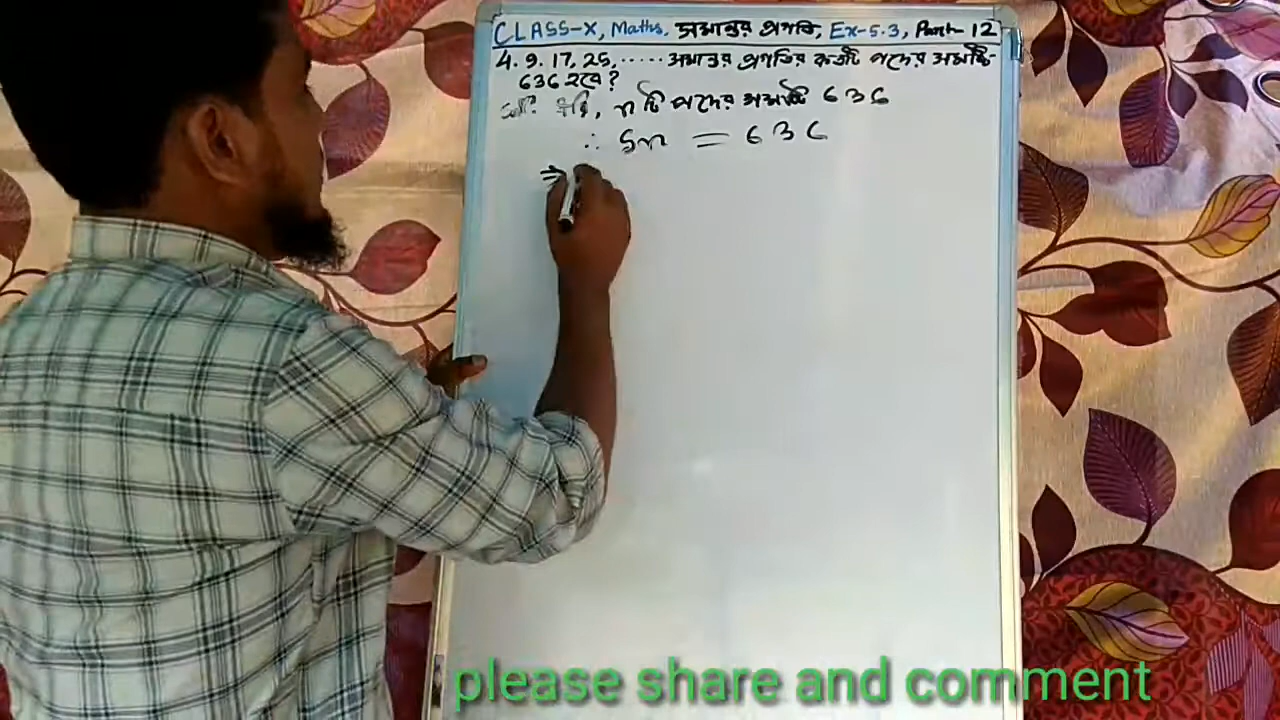 CLASS-X, Maths, সমান্তর প্রগতি, Ex-5.3, Part-12
4. 9. 17, 25, ..... সমান্তর প্রগতির কতটি পদের সমষ্টি
636 হবে?
ধরি, n টি পদের সমষ্টি 636
∴ Sn = 636
⇒
please share and comment